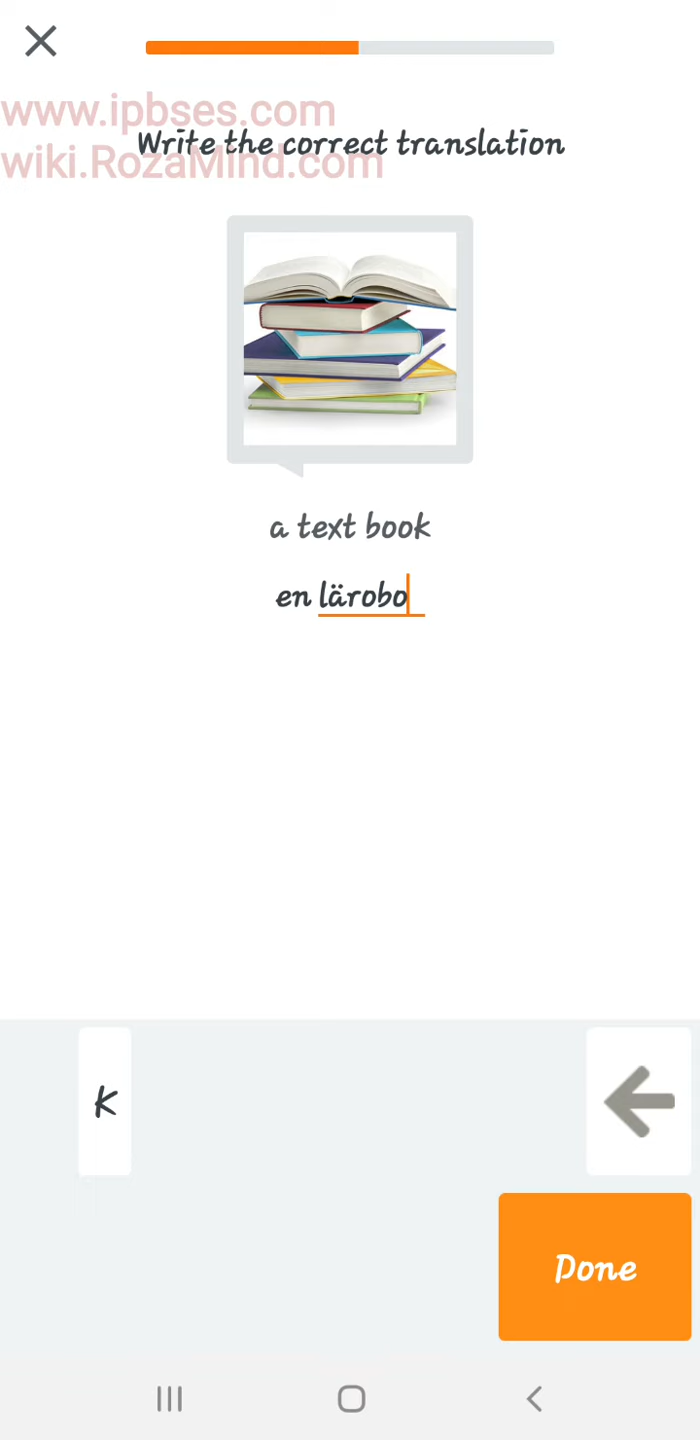 www.ipbses.com
Write the correct translation
wiki.RozaMind.com
a text book
en lärobo
K
Done